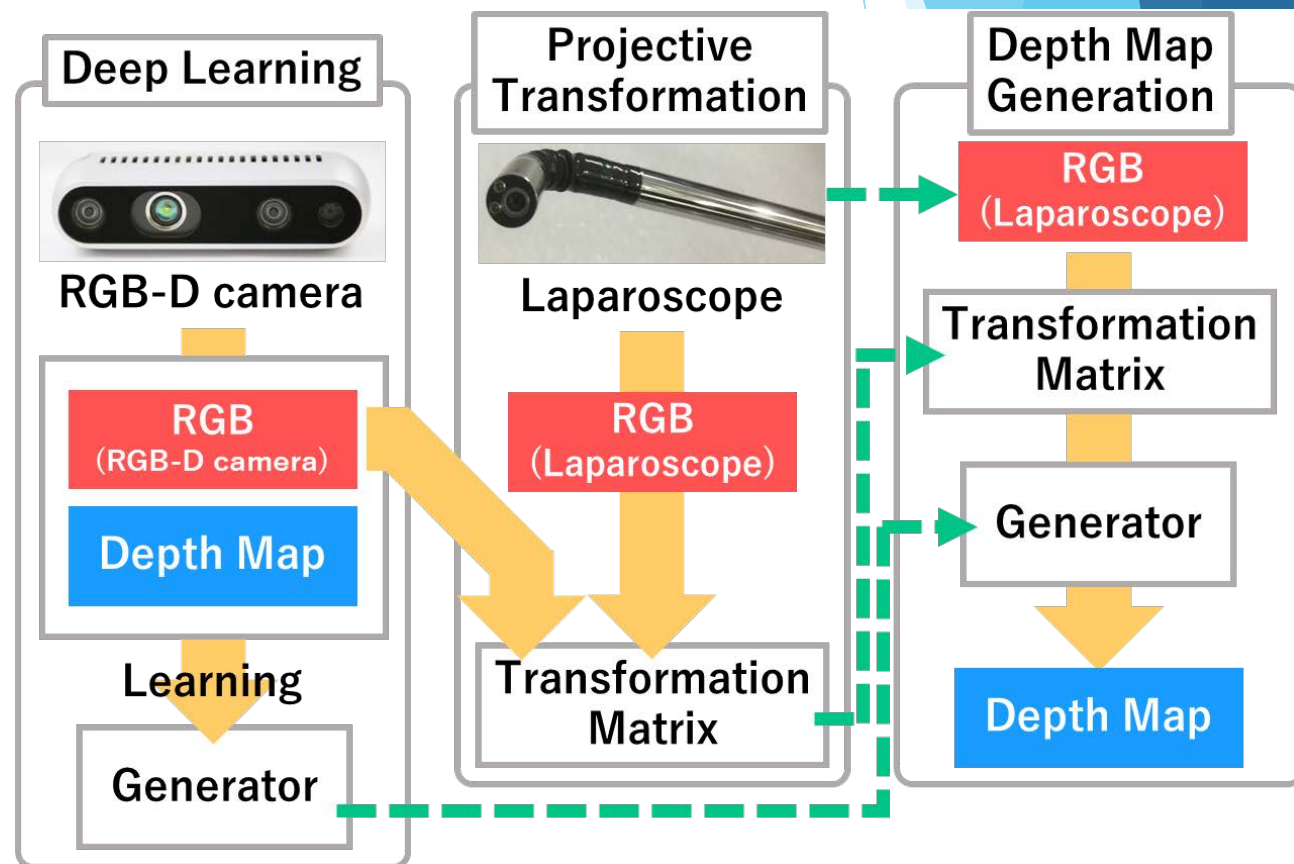 Deep Learning
RGB-D camera
RGB
(RGB-D camera)
Depth Map
Learning
Generator
Projective
Transformation
Laparoscope
RGB
(Laparoscope)
Transformation
Matrix
Depth Map
Generation
RGB
(Laparoscope)
Transformation
Matrix
Generator
Depth Map